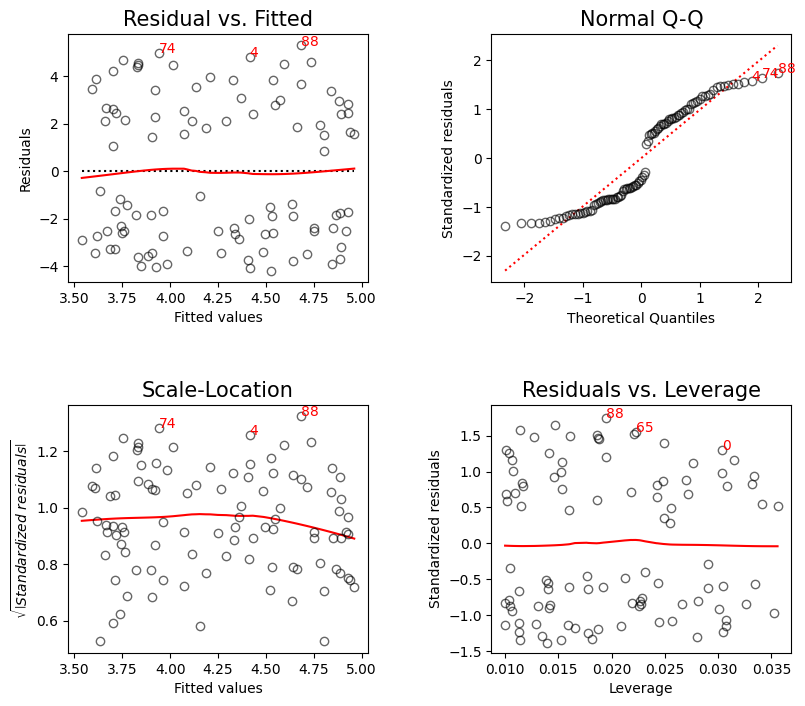 Residual vs. Fitted
74
4
88
4
2
0
−2
−4
Residuals
3.50 3.75 4.00 4.25 4.50 4.75 5.00
Fitted values
Normal Q-Q
4
74
88
2
1
0
−1
−2
Standardized residuals
−2 −1 0 1 2
Theoretical Quantiles
Scale-Location
74
4
88
1.2
1.0
0.8
0.6
√|Standardized residuals|
3.50 3.75 4.00 4.25 4.50 4.75 5.00
Fitted values
Residuals vs. Leverage
88
65
0
1.5
1.0
0.5
0.0
−0.5
−1.0
−1.5
Standardized residuals
0.010 0.015 0.020 0.025 0.030 0.035
Leverage